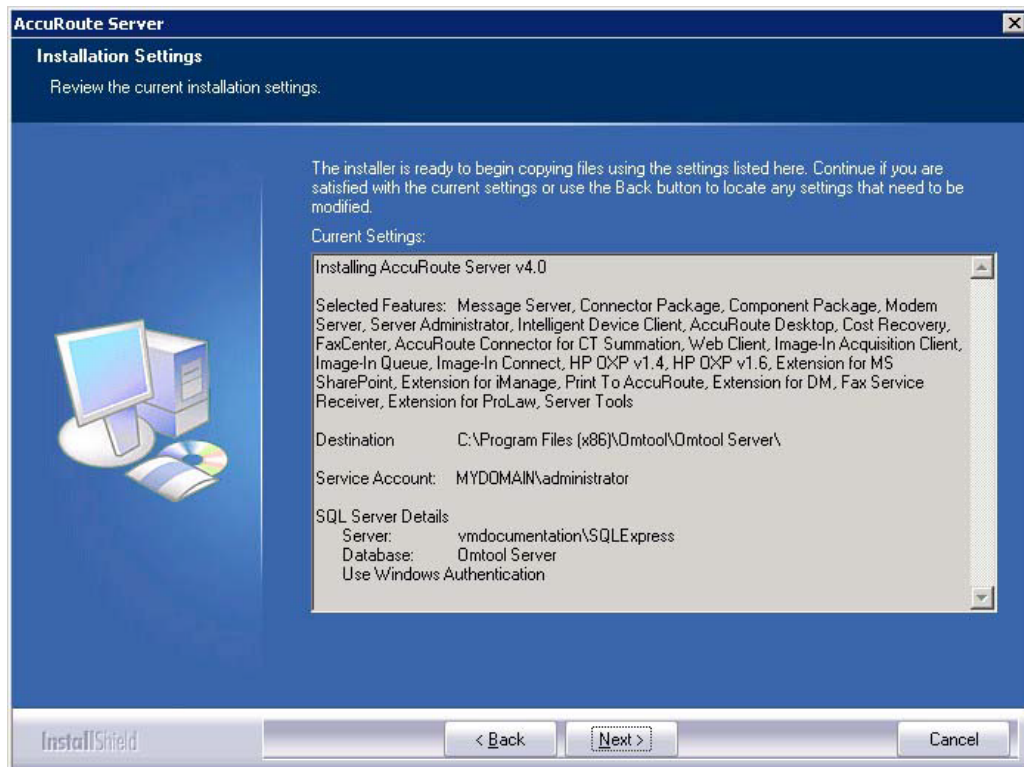 AccuRoute Server
Installation Settings
Review the current installation settings.
The installer is ready to begin copying files using the settings listed here. Continue if you are
satisfied with the current settings or use the Back button to locate any settings that need to be
modified.
Current Settings:
Installing AccuRoute Server v4.0
Selected Features: Message Server, Connector Package, Component Package, Modem
Server, Server Administrator, Intelligent Device Client, AccuRoute Desktop, Cost Recovery,
FaxCenter, AccuRoute Connector for CT Summation, Web Client, Image-In Acquisition Client,
Image-In Queue, Image-In Connect, HP OXP v1.4, HP OXP v1.6, Extension for MS
SharePoint, Extension for iManage, Print To AccuRoute, Extension for DM, Fax Service
Receiver, Extension for ProLaw, Server Tools
Destination C:\Program Files (x86)\Omtool\Omtool Server\
Service Account: MYDOMAIN\administrator
SQL Server Details
Server: vmdocumentation\SQLExpress
Database: Omtool Server
Use Windows Authentication
InstallShield
< Back
Next >
Cancel